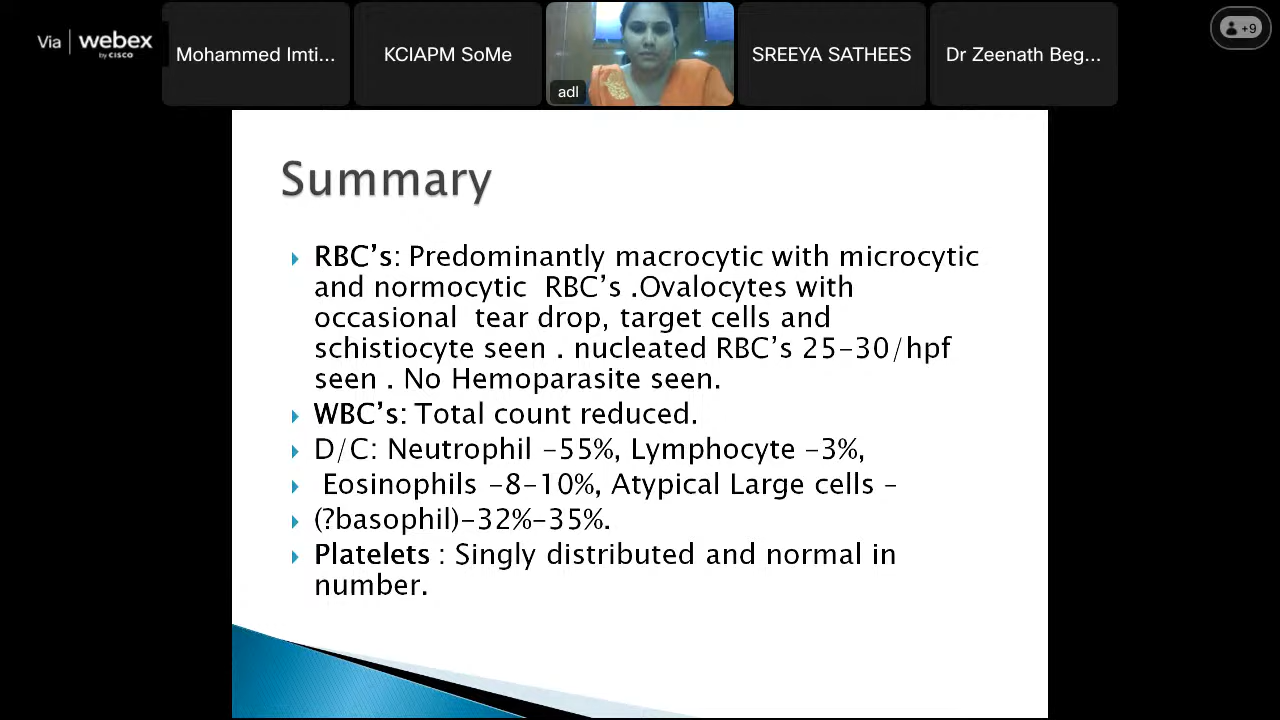 Via webex
by cisco
Mohammed Imti...
KCIAPM SoMe
adl
SREEYA SATHEES
Dr Zeenath Beg...
+9
Summary
RBC's: Predominantly macrocytic with microcytic
and normocytic RBC's .Ovalocytes with
occasional tear drop, target cells and
schistiocyte seen . nucleated RBC's 25-30/hpf
seen . No Hemoparasite seen.
WBC's: Total count reduced.
D/C: Neutrophil -55%, Lymphocyte -3%,
Eosinophils -8-10%, Atypical Large cells -
(?basophil)-32%-35%.
Platelets : Singly distributed and normal in
number.